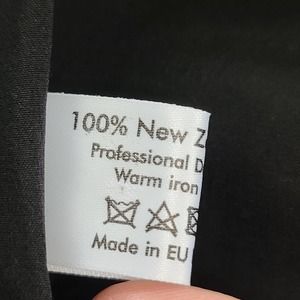 100% New Z
Professional D
Warm iron
Made in EU